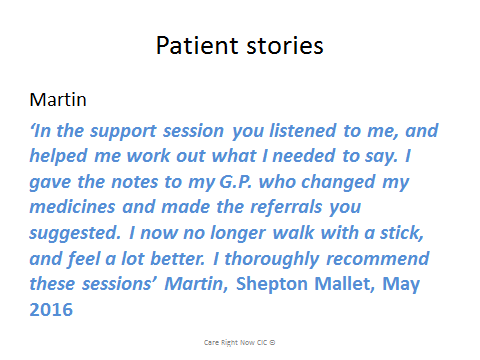 Patient stories
Martin
‘In the support session you listened to me, and
helped me work out what I needed to say. I
gave the notes to my G.P. who changed my
medicines and made the referrals you
suggested. I now no longer walk with a stick,
and feel a lot better. I thoroughly recommend
these sessions’ Martin, Shepton Mallet, May
2016
Care Right Now CIC ©